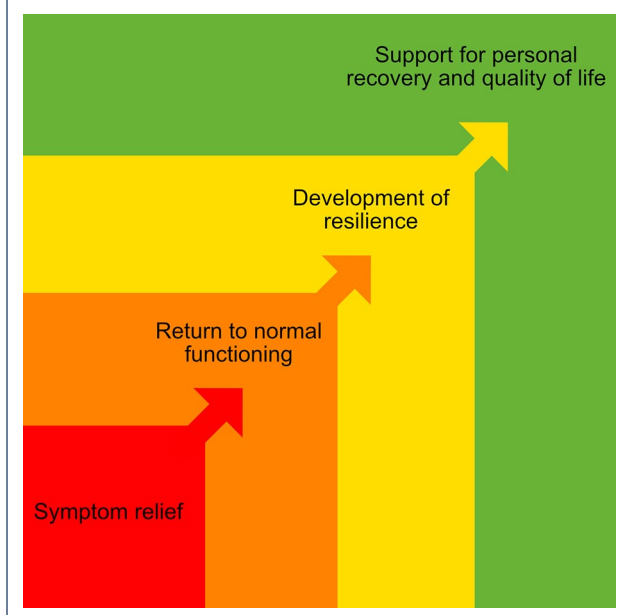 Support for personal
recovery and quality of life
Development of
resilience
Return to normal
functioning
Symptom relief